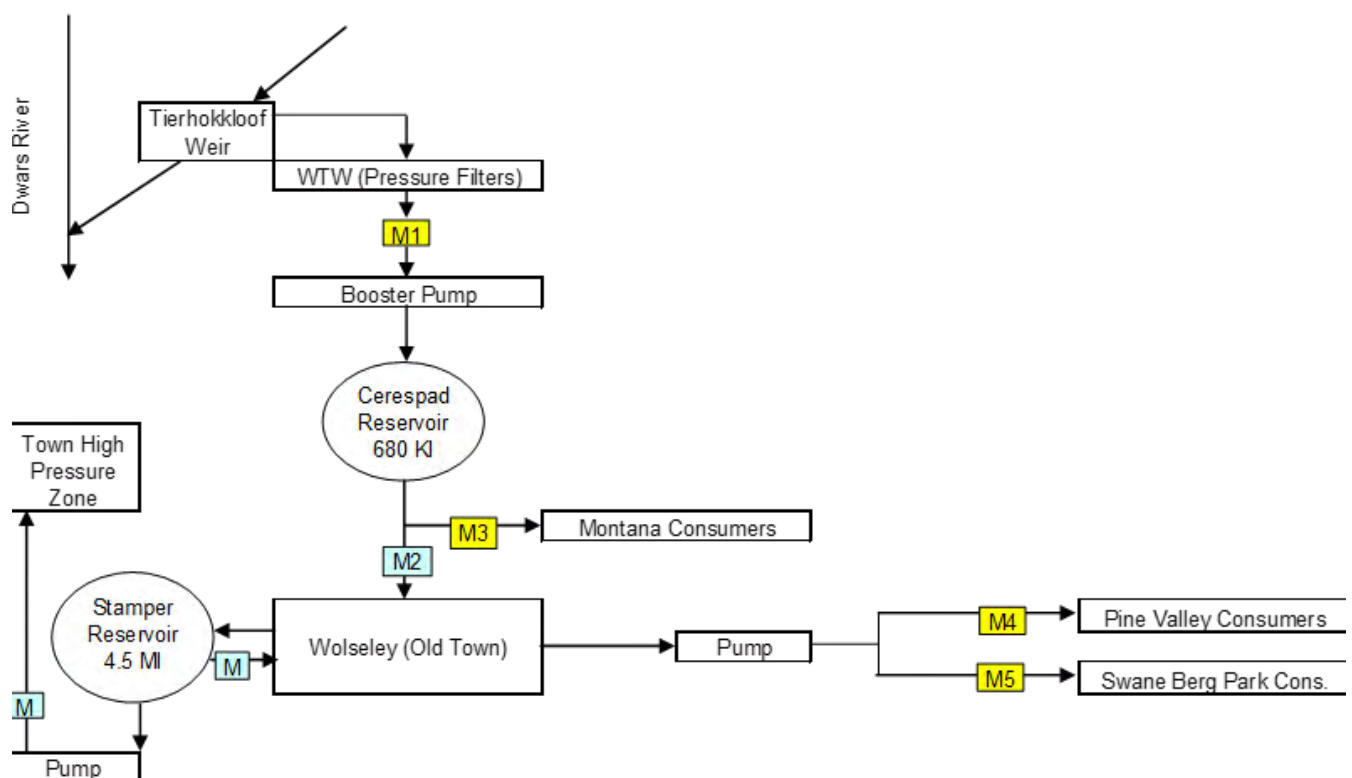 Dwars River
Tierhokkloof
Weir
WTW (Pressure Filters)
M1
Booster Pump
Cerespad
Reservoir
680 Kl
Town High
Pressure
Zone
M3
Montana Consumers
M2
Stamper
Reservoir
4.5 Ml
M
Wolseley (Old Town)
Pump
M4
Pine Valley Consumers
M5
Swane Berg Park Cons.
M
Pump